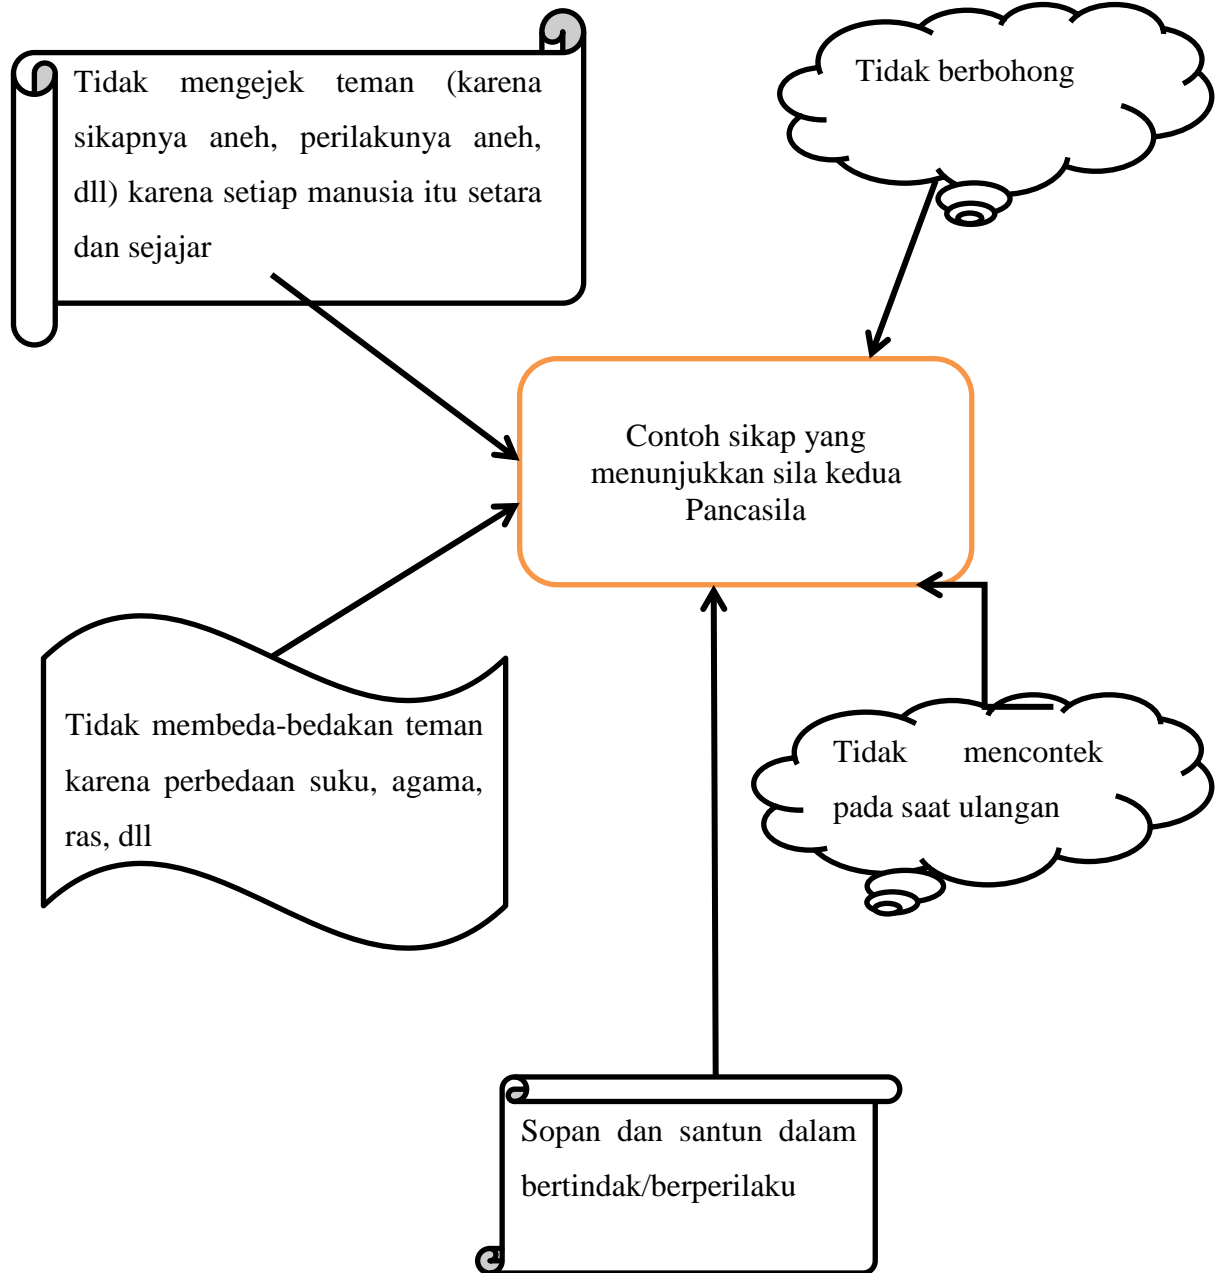 Tidak mengejek teman (karena
sikapnya aneh, perilakunya aneh,
dll) karena setiap manusia itu setara
dan sejajar
Tidak berbohong
Contoh sikap yang
menunjukkan sila kedua
Pancasila
Tidak membeda-bedakan teman
karena perbedaan suku, agama,
ras, dll
Tidak mencontek
pada saat ulangan
Sopan dan santun dalam
bertindak/berperilaku